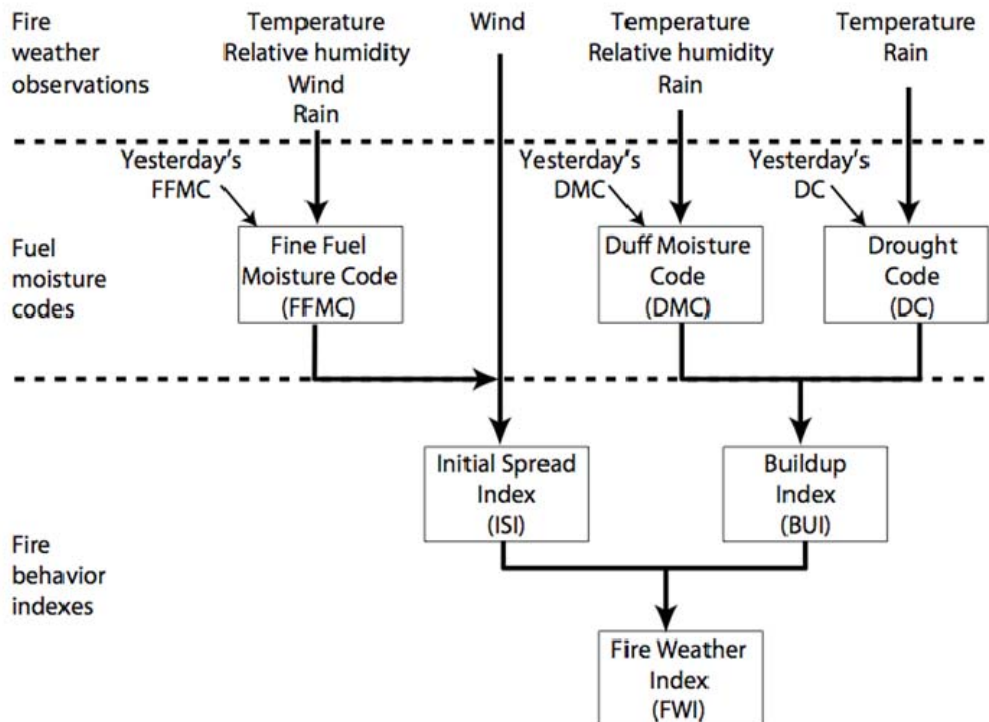 Fire
weather
observations
Temperature
Relative humidity
Wind
Rain
Wind
Temperature
Relative humidity
Rain
Temperature
Rain
Fuel
moisture
codes
Yesterday's
FFMC
Fine Fuel
Moisture Code
(FFMC)
Yesterday's
DMC
Duff Moisture
Code
(DMC)
Yesterday's
DC
Drought
Code
(DC)
Fire
behavior
indexes
Initial Spread
Index
(ISI)
Buildup
Index
(BUI)
Fire Weather
Index
(FWI)